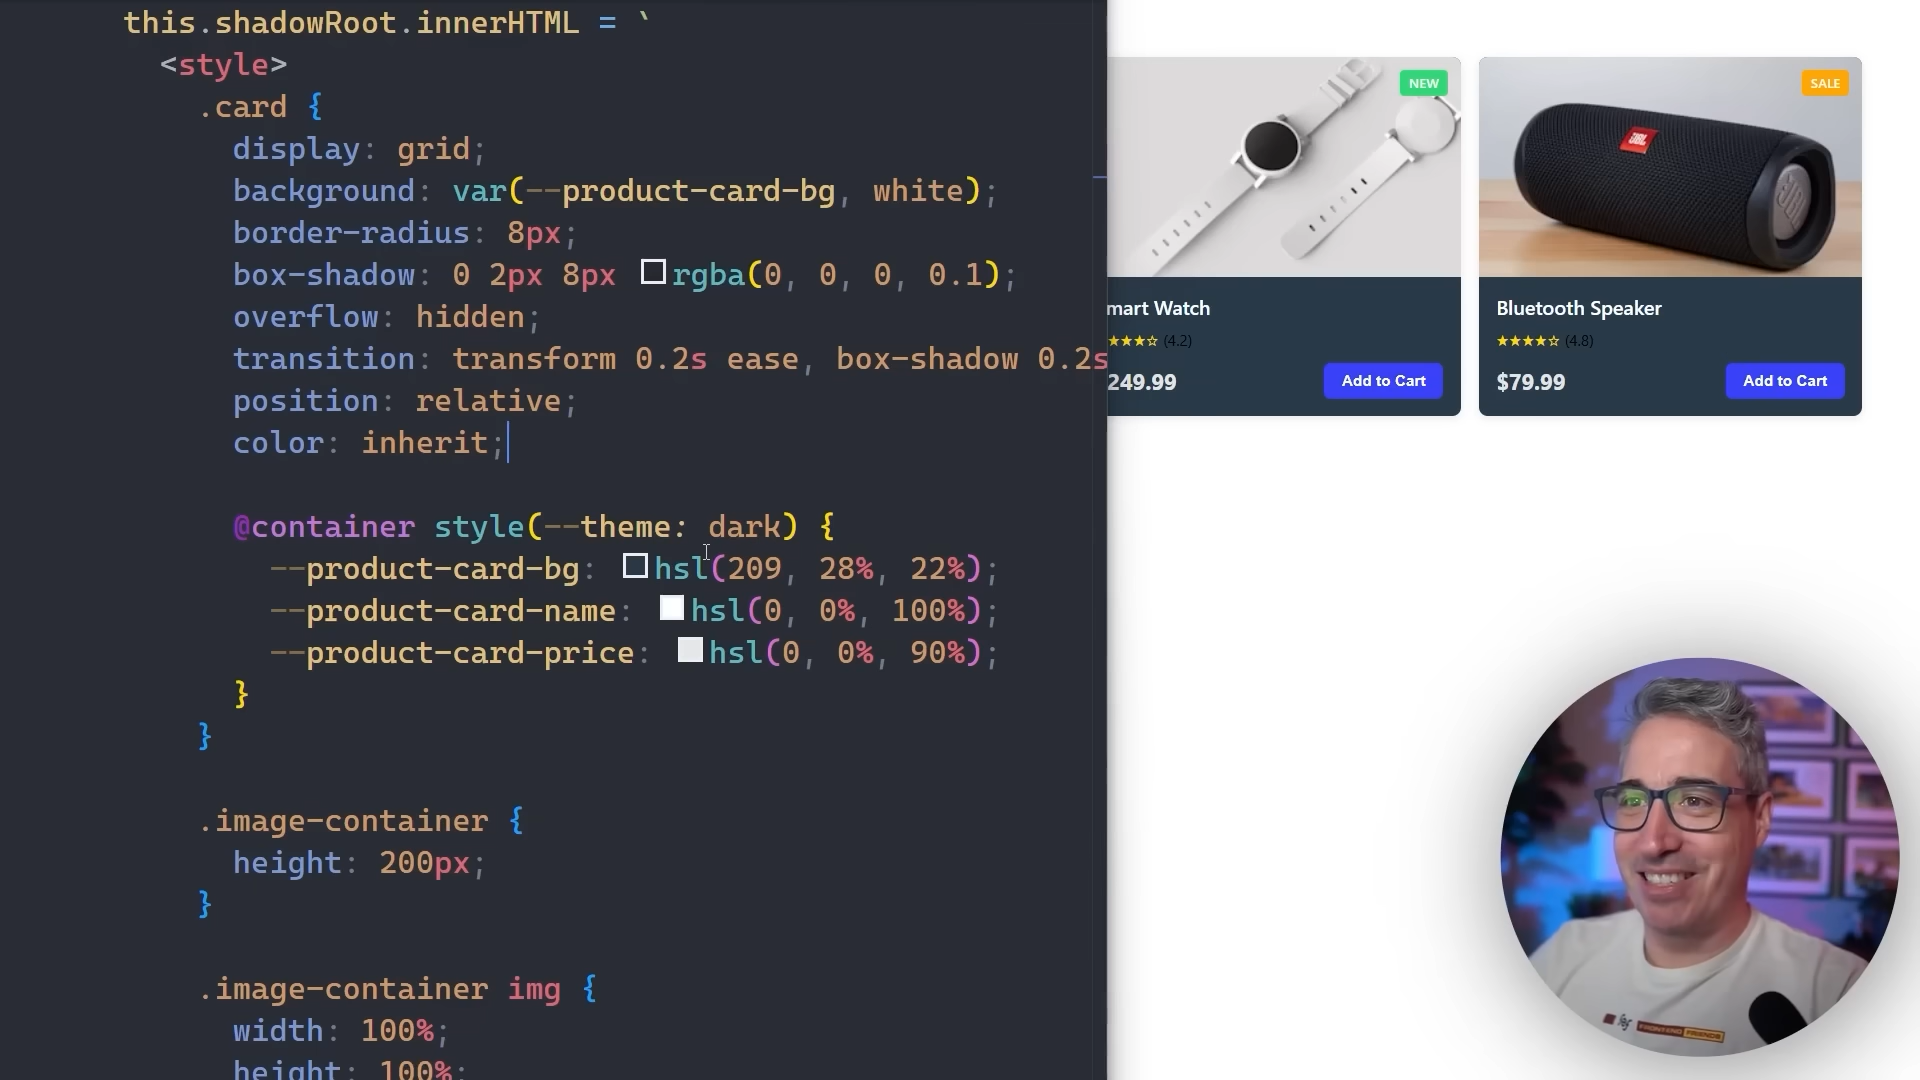 this.shadowRoot.innerHTML = `
<style>
.card {
display: grid;
background: var(--product-card-bg, white);
border-radius: 8px;
box-shadow: 0 2px 8px rgba(0, 0, 0, 0.1);
overflow: hidden;
transition: transform 0.2s ease, box-shadow 0.2s
position: relative;
color: inherit;
@container style(--theme: dark) {
--product-card-bg: hsl(209, 28%, 22%);
--product-card-name: hsl(0, 0%, 100%);
--product-card-price: hsl(0, 0%, 90%);
}
}
.image-container {
height: 200px;
}
.image-container img {
width: 100%;
height: 100%;
NEW
mart Watch
★★★☆ (4.2)
249.99
Add to Cart
SALE
JBL
Bluetooth Speaker
★★★★☆ (4.8)
$79.99
Add to Cart
FRONTEND FRIENDS